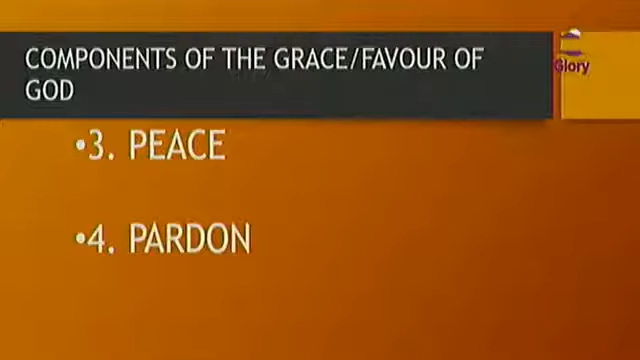 COMPONENTS OF THE GRACE/FAVOUR OF
GOD
Glory
•3. PEACE
•4. PARDON